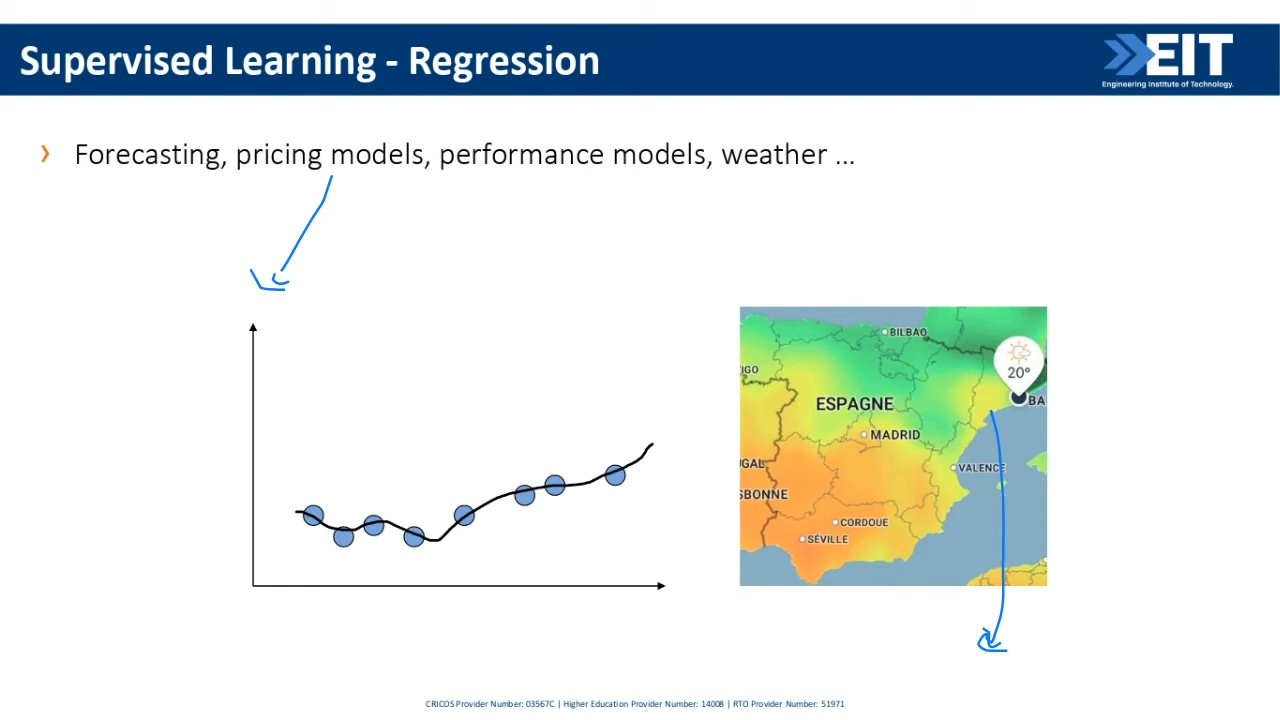 Supervised Learning - Regression
EIT
Engineering Institute of Technology.
› Forecasting, pricing models, performance models, weather ...
BILBAO
IGO
20°
BA
ESPAGNE
MADRID
GAL
VALENCE
SBONNE
CORDOUE
SÉVILLE
CRICOS Provider Number: 03567C | Higher Education Provider Number: 14008 | RTO Provider Number: 51971